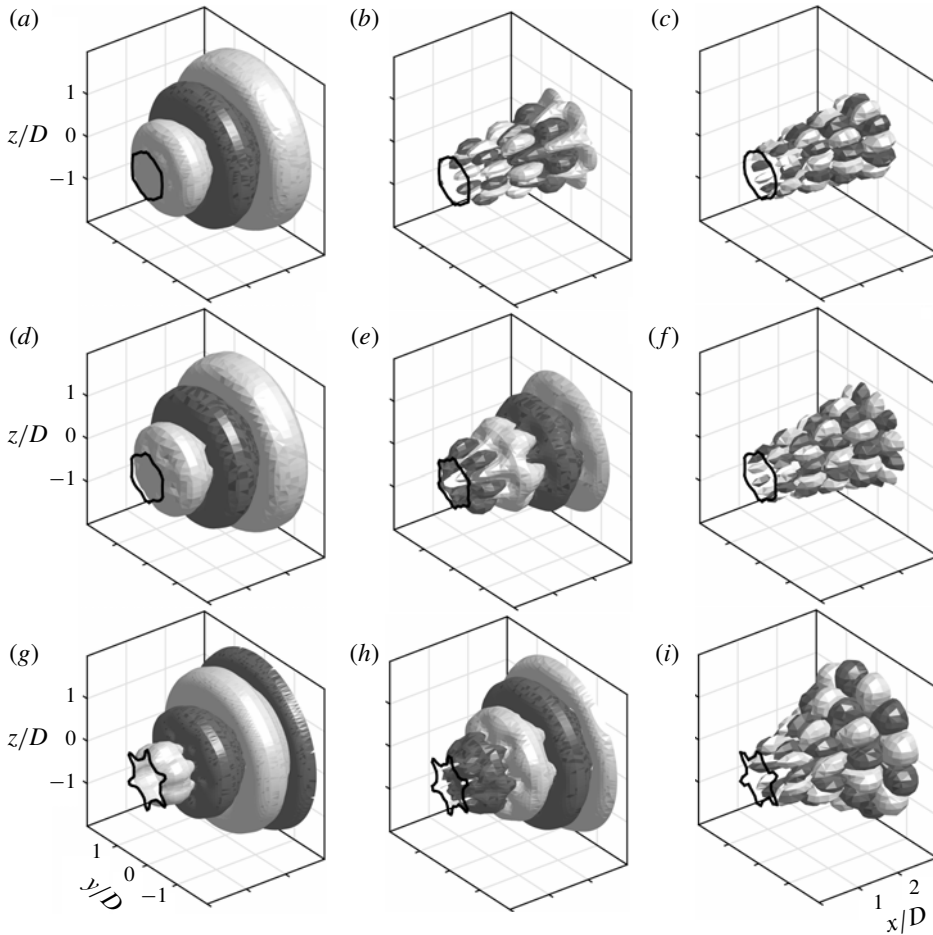 (a) (b) (c)
1
z/D 0
−1
(d) (e) (f)
1
z/D 0
−1
(g) (h) (i)
1
z/D 0
−1
1
0
−1
y/D
2
1
x/D